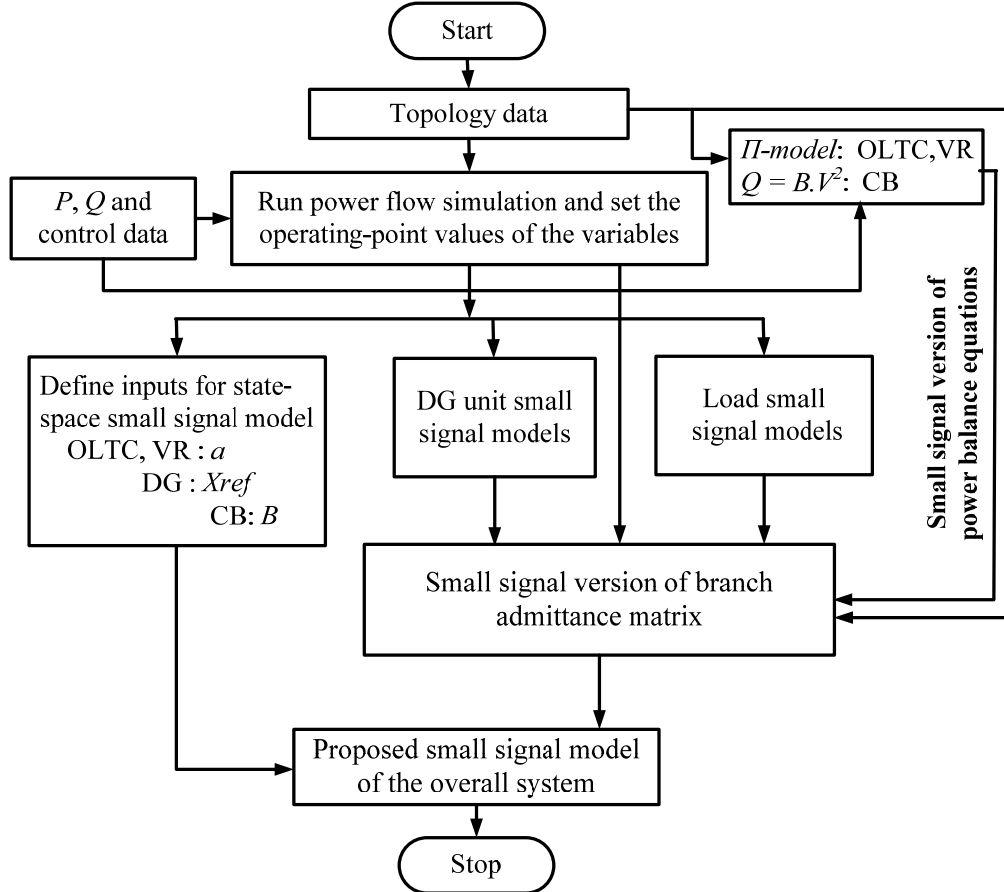 Start
Topology data
Π-model: OLTC,VR
Q = B.V²: CB
P, Q and
control data
Run power flow simulation and set the
operating-point values of the variables
Small signal version of
power balance equations
Define inputs for state-
space small signal model
OLTC, VR : a
DG : Xref
CB: B
DG unit small
signal models
Load small
signal models
Small signal version of branch
admittance matrix
Proposed small signal model
of the overall system
Stop